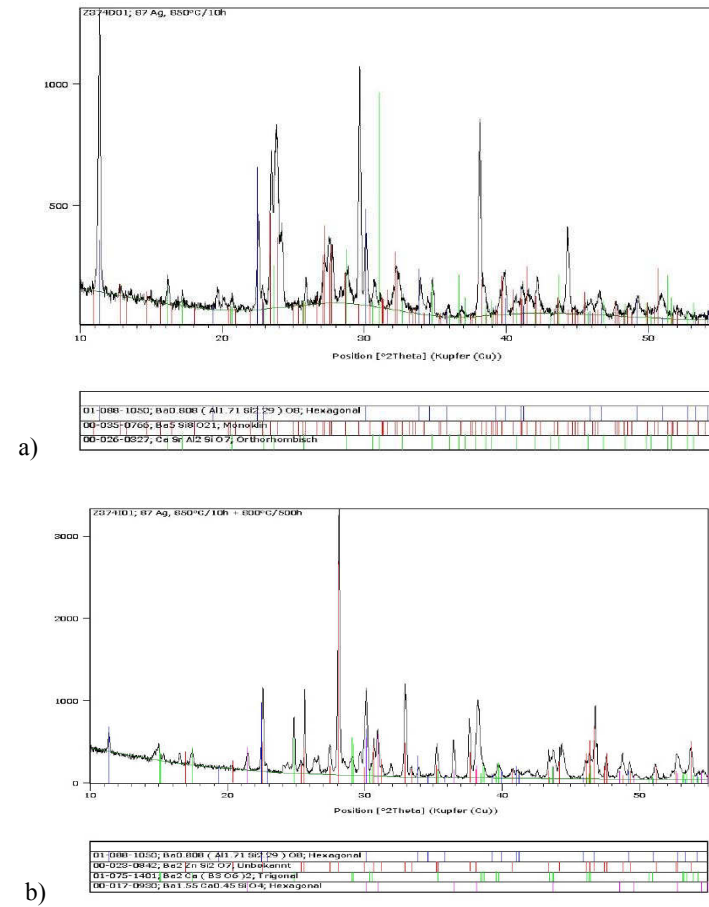 Z374D01; 87 Ag, 850°C/10h
1000
500
10
20
30
40
50
Position [°2Theta] (Kupfer (Cu))
01-088-1050; Ba0.808 ( Al1.71 Si2.29 ) O8; Hexagonal
00-035-0766; Ba5 Si8 O21; Monoklin
00-026-0327; Ca Sr Al2 Si O7; Orthorhombisch
a)
Z374I01; 87 Ag, 850°C/10h + 800°C/500h
3000
2000
1000
0
10
20
30
40
50
Position [°2Theta] (Kupfer (Cu))
01-088-1050; Ba0.808 ( Al1.71 Si2.29 ) O8; Hexagonal
00-023-0842; Ba2 Zn Si2 O7; Unbekannt
01-075-1401; Ba2 Ca ( B3 O6 )2; Trigonal
00-017-0930; Ba1.55 Ca0.45 Si O4; Hexagonal
b)